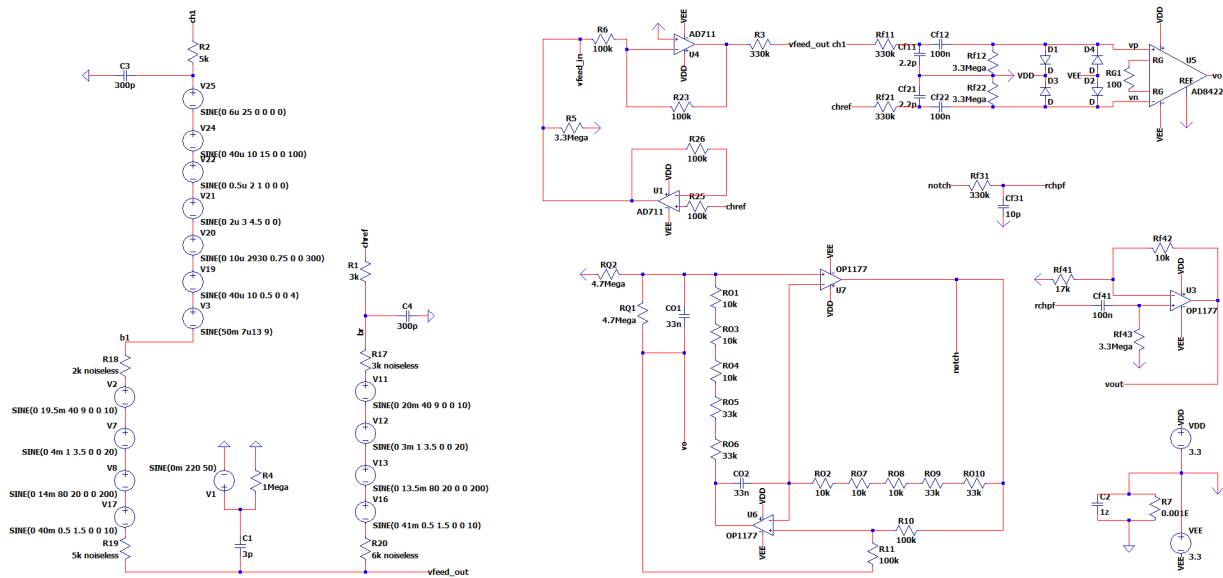 ch1
R2
5k
C3
300p
V25
SINE(0 6u 25 0 0 0 0)
V24
SINE(0 40u 10 15 0 0 100)
V22
SINE(0 0.5u 2 1 0 0 0)
V21
SINE(0 2u 3 4.5 0 0)
V20
SINE(0 10u 2930 0.75 0 0 300)
V19
SINE(0 40u 10 0.5 0 0 4)
V3
SINE(50m 7u13 9)
b1
R18
2k noiseless
V2
SINE(0 19.5m 40 9 0 0 10)
V7
SINE(0 4m 1 3.5 0 0 20)
V8
SINE(0 14m 80 20 0 0 200)
V17
SINE(0 40m 0.5 1.5 0 0 10)
R19
5k noiseless
SINE(0m 220 50)
V1
R4
1Mega
C1
3p
chref
R1
3k
C4
300p
br
R17
3k noiseless
V11
SINE(0 20m 40 9 0 0 10)
V12
SINE(0 3m 1 3.5 0 0 20)
V13
SINE(0 13.5m 80 20 0 0 200)
V16
SINE(0 41m 0.5 1.5 0 0 10)
R20
6k noiseless
vfeed_out
vfeed_in
R6
100k
VEE
AD711
U4
VDD
R23
100k
R3
330k
vfeed_out
R5
3.3Mega
R26
100k
VDD
U1
AD711
VEE
R25
100k
chref
ch1
Rf11
330k
Cf11
2.2p
Cf12
100n
Rf12
3.3Mega
Cf21
2.2p
Rf22
3.3Mega
chref
Rf21
330k
Cf22
100n
VDD
D1
D
D3
D
VEE
D4
D
D2
D
vp
vn
VDD
RG
RG1
100
RG
U5
REF
AD8422
VEE
vo
notch
Rf31
330k
rchpf
Cf31
10p
RQ2
4.7Mega
RQ1
4.7Mega
CO1
33n
RO1
10k
RO3
10k
RO4
10k
RO5
33k
RO6
33k
VEE
OP1177
U7
VDD
notch
vo
CO2
33n
RO2
10k
RO7
10k
RO8
10k
RO9
33k
RO10
33k
VDD
U6
OP1177
VEE
R10
100k
R11
100k
Rf42
10k
Rf41
17k
VDD
U3
OP1177
VEE
rchpf
Cf41
100n
Rf43
3.3Mega
vout
VDD
VDD
3.3
C2
1z
R7
0.001E
VEE
VEE
3.3